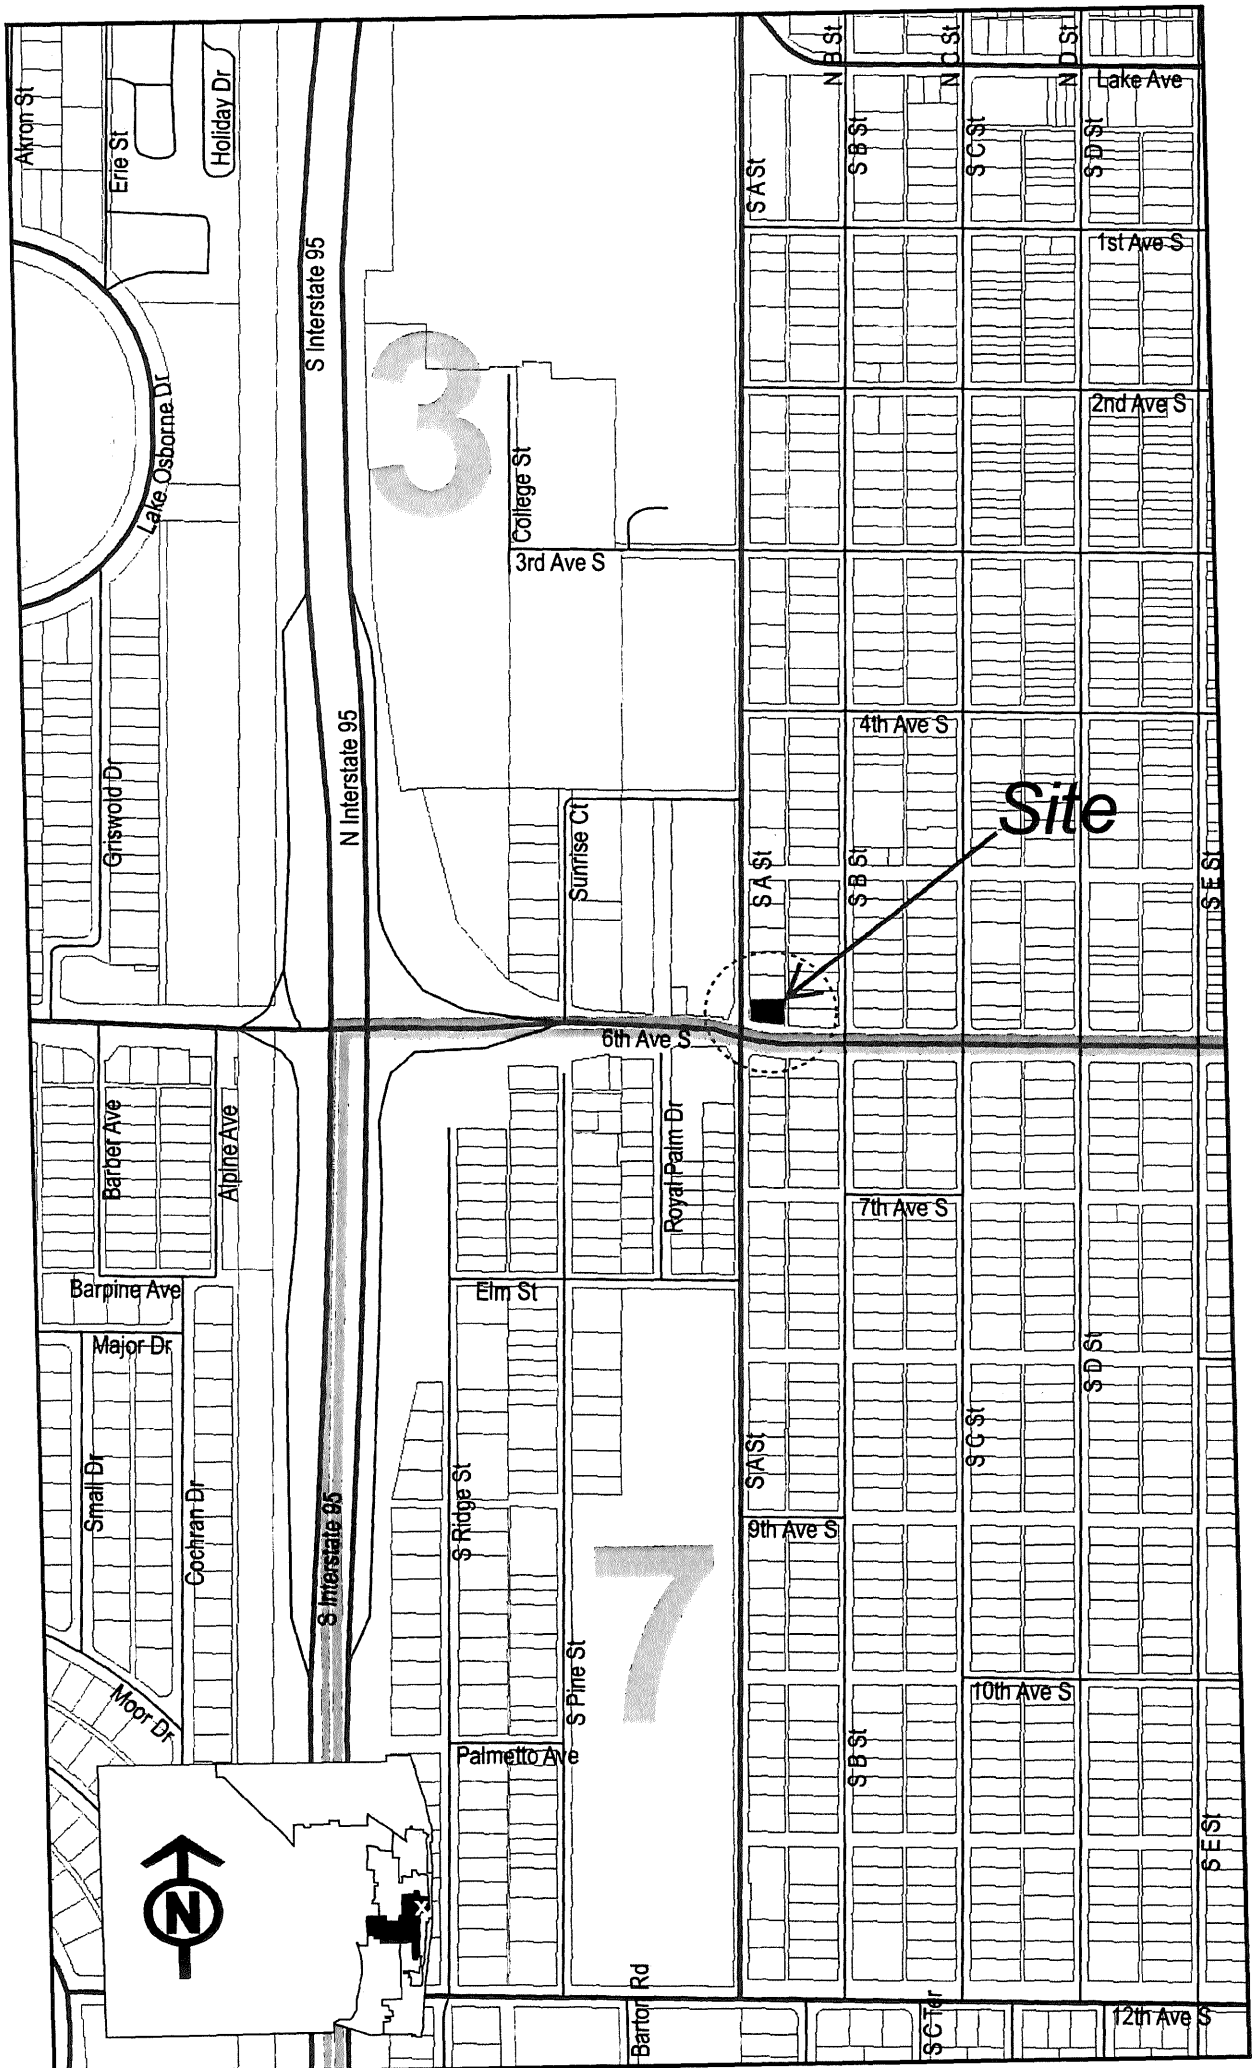 N B St
N C St
N D St
Lake Ave
Akron St
Erie St
Holiday Dr
S A St
S B St
S C St
S D St
1st Ave S
S Interstate 95
3
2nd Ave S
Lake Osborne Dr
College St
3rd Ave S
4th Ave S
N Interstate 95
Griswold Dr
Sunrise Ct
Site
S A St
S B St
S E St
6th Ave S
Barber Ave
Alpine Ave
Royal Palm Dr
7th Ave S
Barpine Ave
Elm St
Major Dr
S D St
S A St
S C St
Small Dr
Cochran Dr
S Interstate 95
S Ridge St
9th Ave S
7
S Pine St
Moor Dr
10th Ave S
Palmetto Ave
S B St
S E St
N
X
Barton Rd
S C Ter
12th Ave S